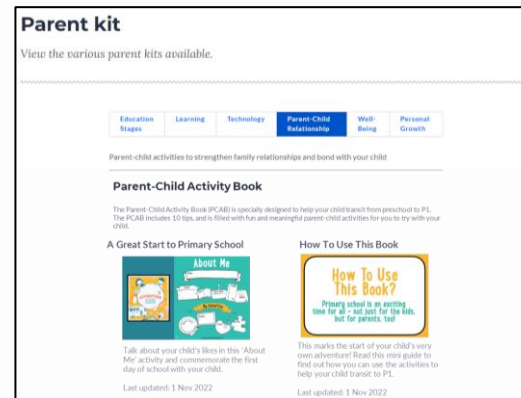 Parent kit
View the various parent kits available.
Education Stages
Learning
Technology
Parent-Child Relationship
Well-Being
Personal Growth
Parent-child activities to strengthen family relationships and bond with your child
Parent-Child Activity Book
The Parent-Child Activity Book (PCAB) is specially designed to help your child transit from preschool to P1.
The PCAB includes 10 tips, and is filled with fun and meaningful parent-child activities for you to try with your
child.
A Great Start to Primary School
About Me
Talk about your child's likes in this 'About
Me' activity and commemorate the first
day of school with your child.
Last updated: 1 Nov 2022
How To Use This Book
How To Use
This Book?
Primary school is an exciting
time for all - not just for the kids,
but for parents, too!
This marks the start of your child's very
own adventure! Read this mini guide to
find out how you can use the activities to
help your child transit to P1.
Last updated: 1 Nov 2022